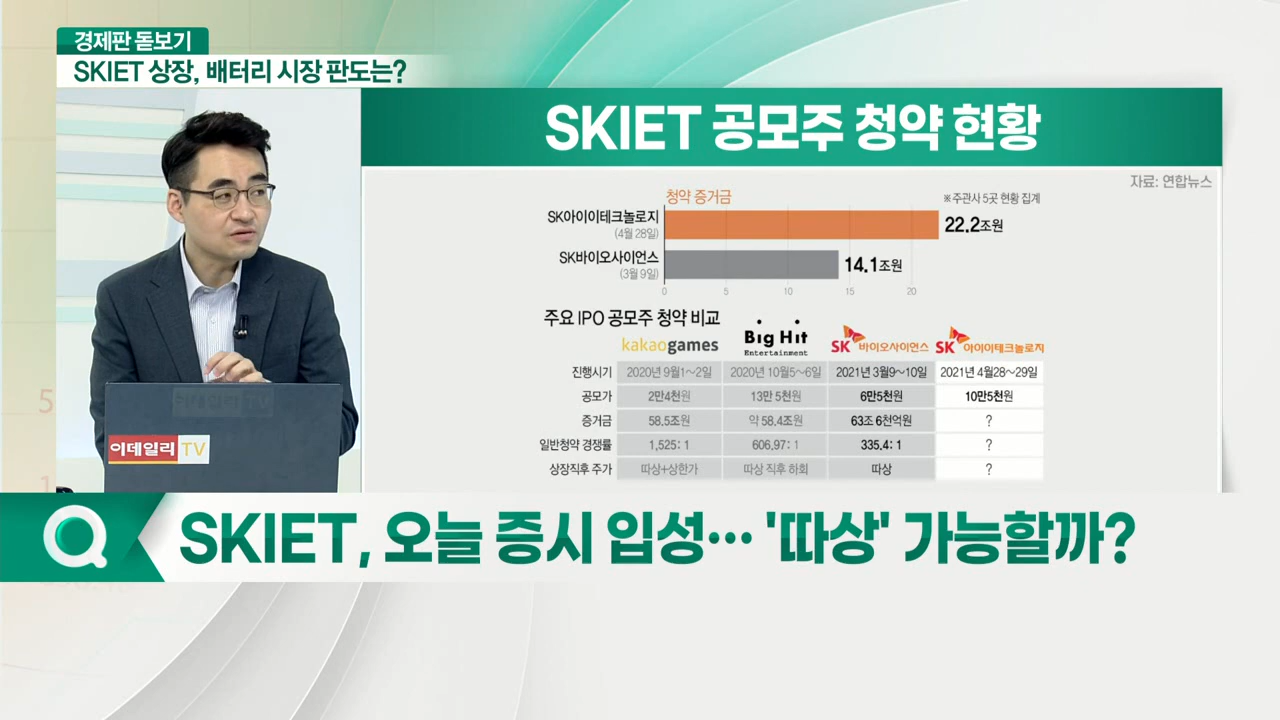 경제판 돋보기
SKIET 상장, 배터리 시장 판도는?
SKIET 공모주 청약 현황
자료: 연합뉴스
청약 증거금
※ 주관사 5곳 현황 집계
SK아이이테크놀로지
(4월 28일)
22.2조원
SK바이오사이언스
(3월 9일)
14.1조원
0 5 10 15 20
주요 IPO 공모주 청약 비교
kakaogames
Big Hit
Entertainment
SK 바이오사이언스
SK 아이이테크놀로지
진행시기 2020년 9월1~2일 2020년 10월5~6일 2021년 3월9~10일 2021년 4월28~29일
공모가 2만4천원 13만 5천원 6만5천원 10만5천원
증거금 58.5조원 약 58.4조원 63조 6천억원 ?
일반청약 경쟁률 1,525:1 606.97:1 335.4:1 ?
상장직후 주가 따상+상한가 따상 직후 하회 따상 ?
이데일리 TV
이데일리 TV
SKIET, 오늘 증시 입성… '따상' 가능할까?